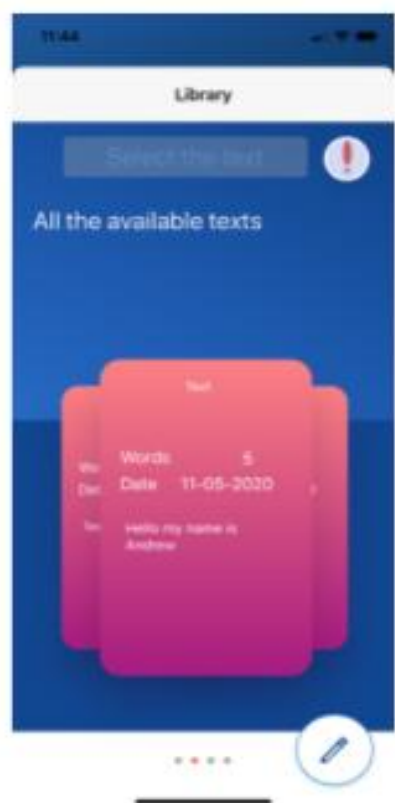 11:44
Library
Select the text
All the available texts
Text
Words 5
Date 11-05-2020
Hello my name is
Andrew